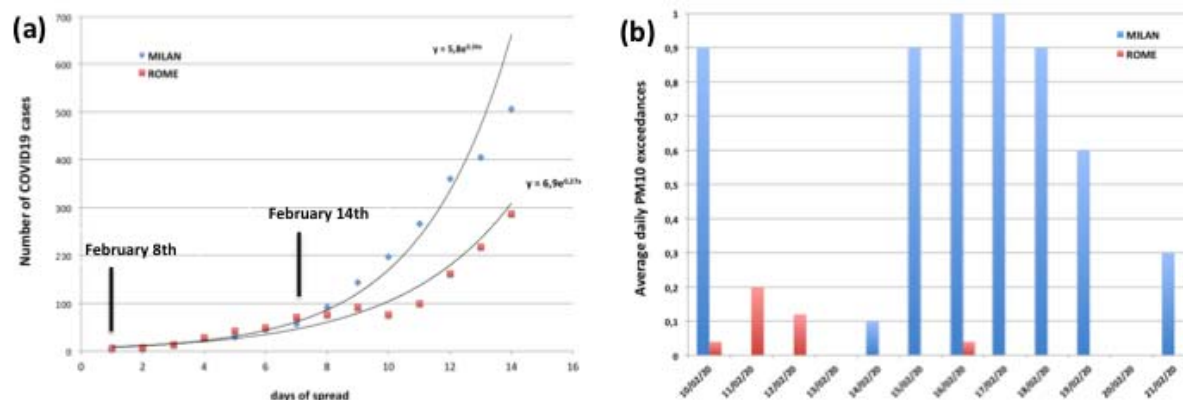 (a)
Number of COVID19 cases
700
600
500
400
300
200
100
0
MILAN
ROME
February 8th
February 14th
y = 6,9e^0,27x
0 2 4 6 8 10 12 14 16
days of spread
(b)
Average daily PM10 exceedances
1
0,9
0,8
0,7
0,6
0,5
0,4
0,3
0,2
0,1
0
MILAN
ROME
10/02/20 11/02/20 12/02/20 13/02/20 14/02/20 15/02/20 16/02/20 17/02/20 18/02/20 19/02/20 20/02/20 21/02/20